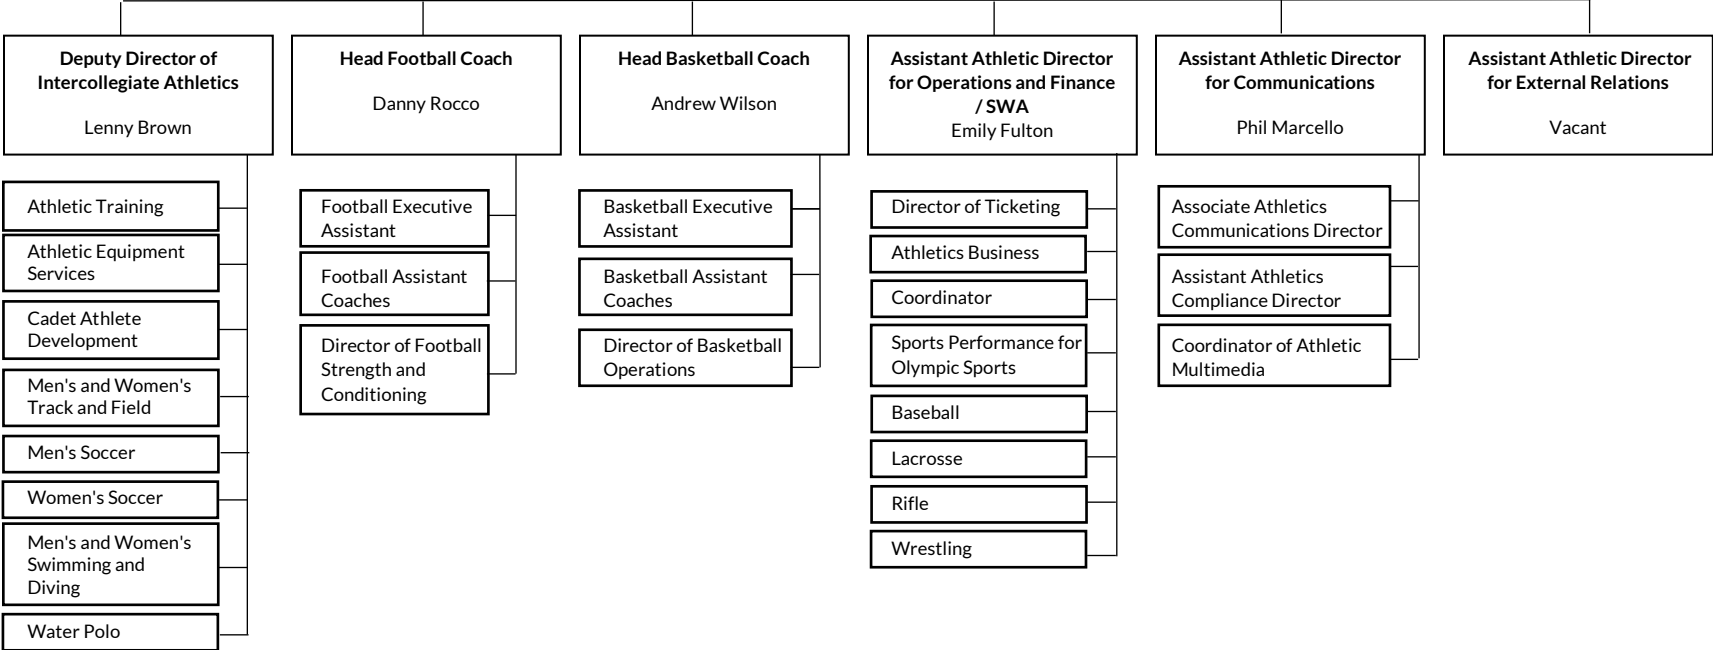 Deputy Director of
Intercollegiate Athletics
Lenny Brown
Athletic Training
Athletic Equipment
Services
Cadet Athlete
Development
Men's and Women's
Track and Field
Men's Soccer
Women's Soccer
Men's and Women's
Swimming and
Diving
Water Polo
Head Football Coach
Danny Rocco
Football Executive
Assistant
Football Assistant
Coaches
Director of Football
Strength and
Conditioning
Head Basketball Coach
Andrew Wilson
Basketball Executive
Assistant
Basketball Assistant
Coaches
Director of Basketball
Operations
Assistant Athletic Director
for Operations and Finance
/ SWA
Emily Fulton
Director of Ticketing
Athletics Business
Coordinator
Sports Performance for
Olympic Sports
Baseball
Lacrosse
Rifle
Wrestling
Assistant Athletic Director
for Communications
Phil Marcello
Associate Athletics
Communications Director
Assistant Athletics
Compliance Director
Coordinator of Athletic
Multimedia
Assistant Athletic Director
for External Relations
Vacant